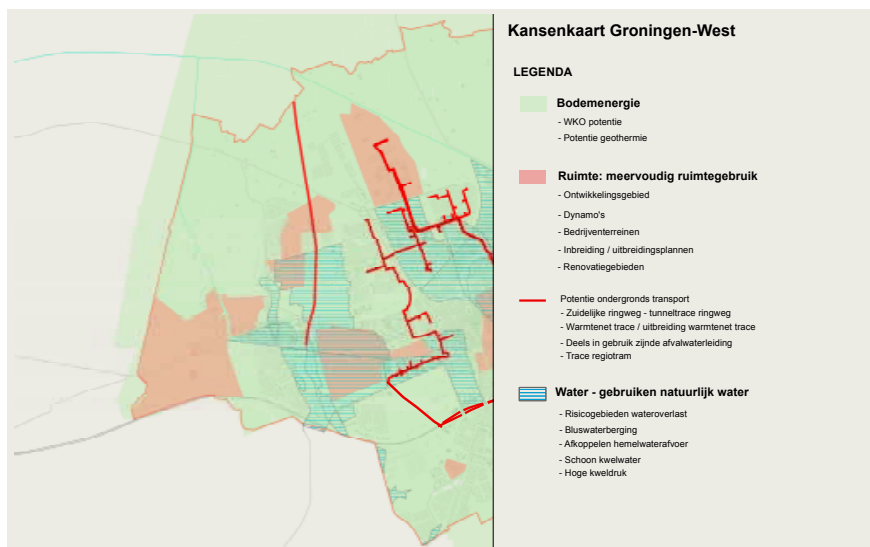 Kansenkaart Groningen-West
LEGENDA
Bodemenergie
- WKO potentie
- Potentie geothermie
Ruimte: meervoudig ruimtegebruik
- Ontwikkelingsgebied
- Dynamo's
- Bedrijventerreinen
- Inbreiding / uitbreidingsplannen
- Renovatiegebieden
Potentie ondergronds transport
- Zuidelijke ringweg - tunneltrace ringweg
- Warmtenet trace / uitbreiding warmtenet trace
- Deels in gebruik zijnde afvalwaterleiding
- Trace regiotram
Water - gebruiken natuurlijk water
- Risicogebieden wateroverlast
- Bluswaterberging
- Afkoppelen hemelwaterafvoer
- Schoon kwelwater
- Hoge kweldruk